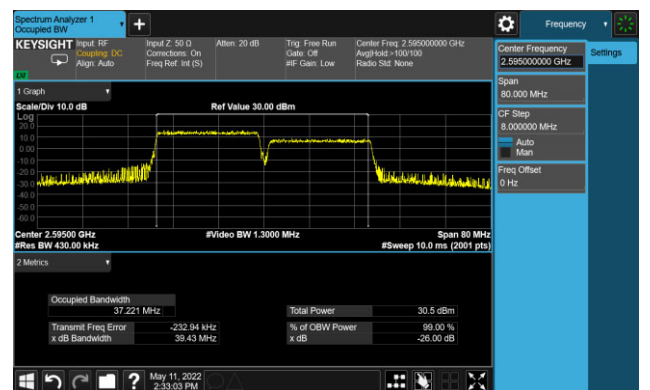 Spectrum Analyzer 1
Occupied BW
Frequency
KEYSIGHT
Input: RF
Coupling: DC
Align: Auto
Input Z: 50 Ω
Corrections: On
Freq Ref: Int (S)
Atten: 20 dB
Trig: Free Run
Gate: Off
#IF Gain: Low
Center Freq: 2.595000000 GHz
Avg|Hold:>100/100
Radio Std: None
Center Frequency
2.595000000 GHz
Settings
Span
80.000 MHz
CF Step
8.000000 MHz
Auto
Man
Freq Offset
0 Hz
1 Graph
Scale/Div 10.0 dB
Ref Value 30.00 dBm
Log
20.0
10.0
0.00
-10.0
-20.0
-30.0
-40.0
-50.0
-60.0
Center 2.59500 GHz
#Video BW 1.3000 MHz
Span 80 MHz
#Res BW 430.00 kHz
#Sweep 10.0 ms (2001 pts)
2 Metrics
Occupied Bandwidth
37.221 MHz
Total Power 30.5 dBm
Transmit Freq Error -232.94 kHz
% of OBW Power 99.00 %
x dB Bandwidth 39.43 MHz
x dB -26.00 dB
?
May 11, 2022
2:33:03 PM